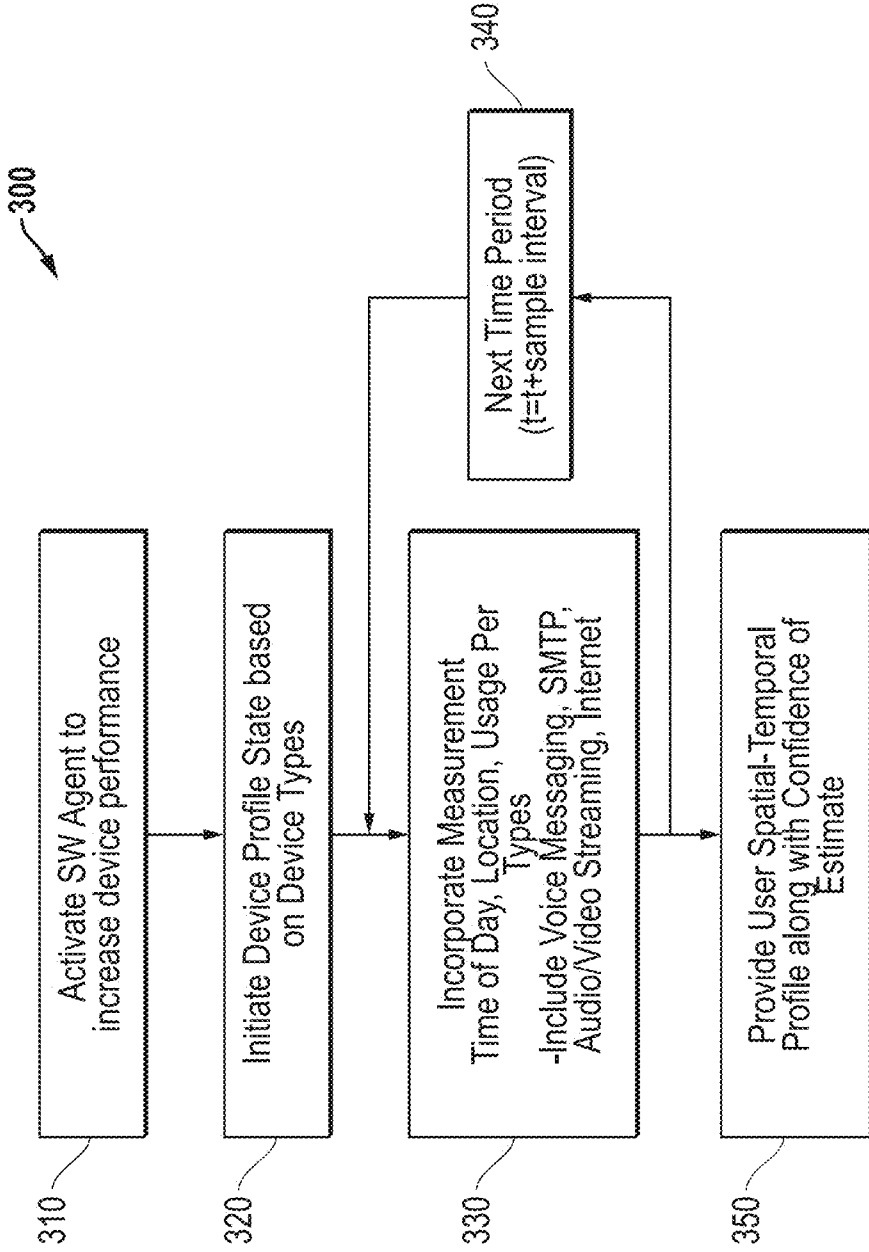 300
310
Activate SW Agent to
increase device performance
320
Initiate Device Profile State based
on Device Types
330
Incorporate Measurement
Time of Day, Location, Usage Per
Types
-Include Voice Messaging, SMTP,
Audio/Video Streaming, Internet
340
Next Time Period
(t=t+sample interval)
350
Provide User Spatial-Temporal
Profile along with Confidence of
Estimate